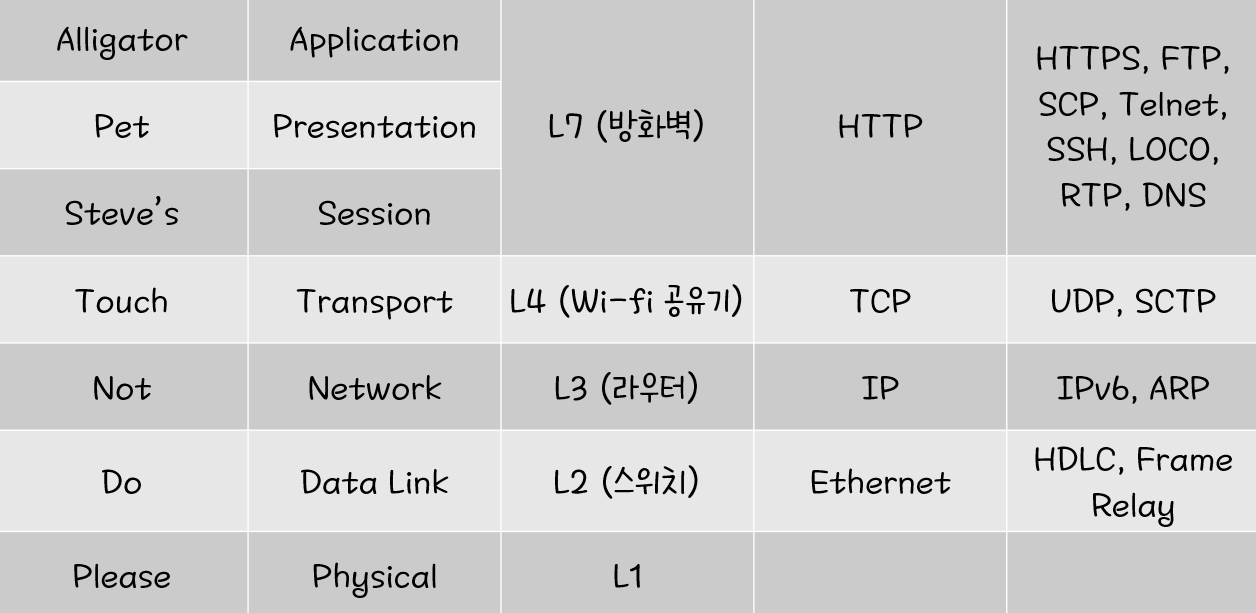 Alligator
Application
L7 (방화벽)
HTTP
HTTPS, FTP,
SCP, Telnet,
SSH, LOCO,
RTP, DNS
Pet
Presentation
Steve’s
Session
Touch
Transport
L4 (Wi-fi 공유기)
TCP
UDP, SCTP
Not
Network
L3 (라우터)
IP
IPv6, ARP
Do
Data Link
L2 (스위치)
Ethernet
HDLC, Frame
Relay
Please
Physical
L1